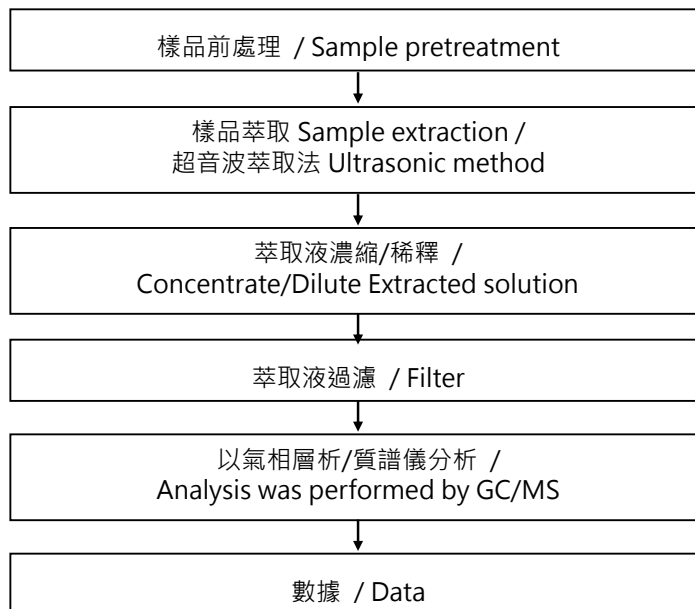 樣品前處理 / Sample pretreatment
樣品萃取 Sample extraction /
超音波萃取法 Ultrasonic method
萃取液濃縮/稀釋 /
Concentrate/Dilute Extracted solution
萃取液過濾 / Filter
以氣相層析/質譜儀分析 /
Analysis was performed by GC/MS
數據 / Data